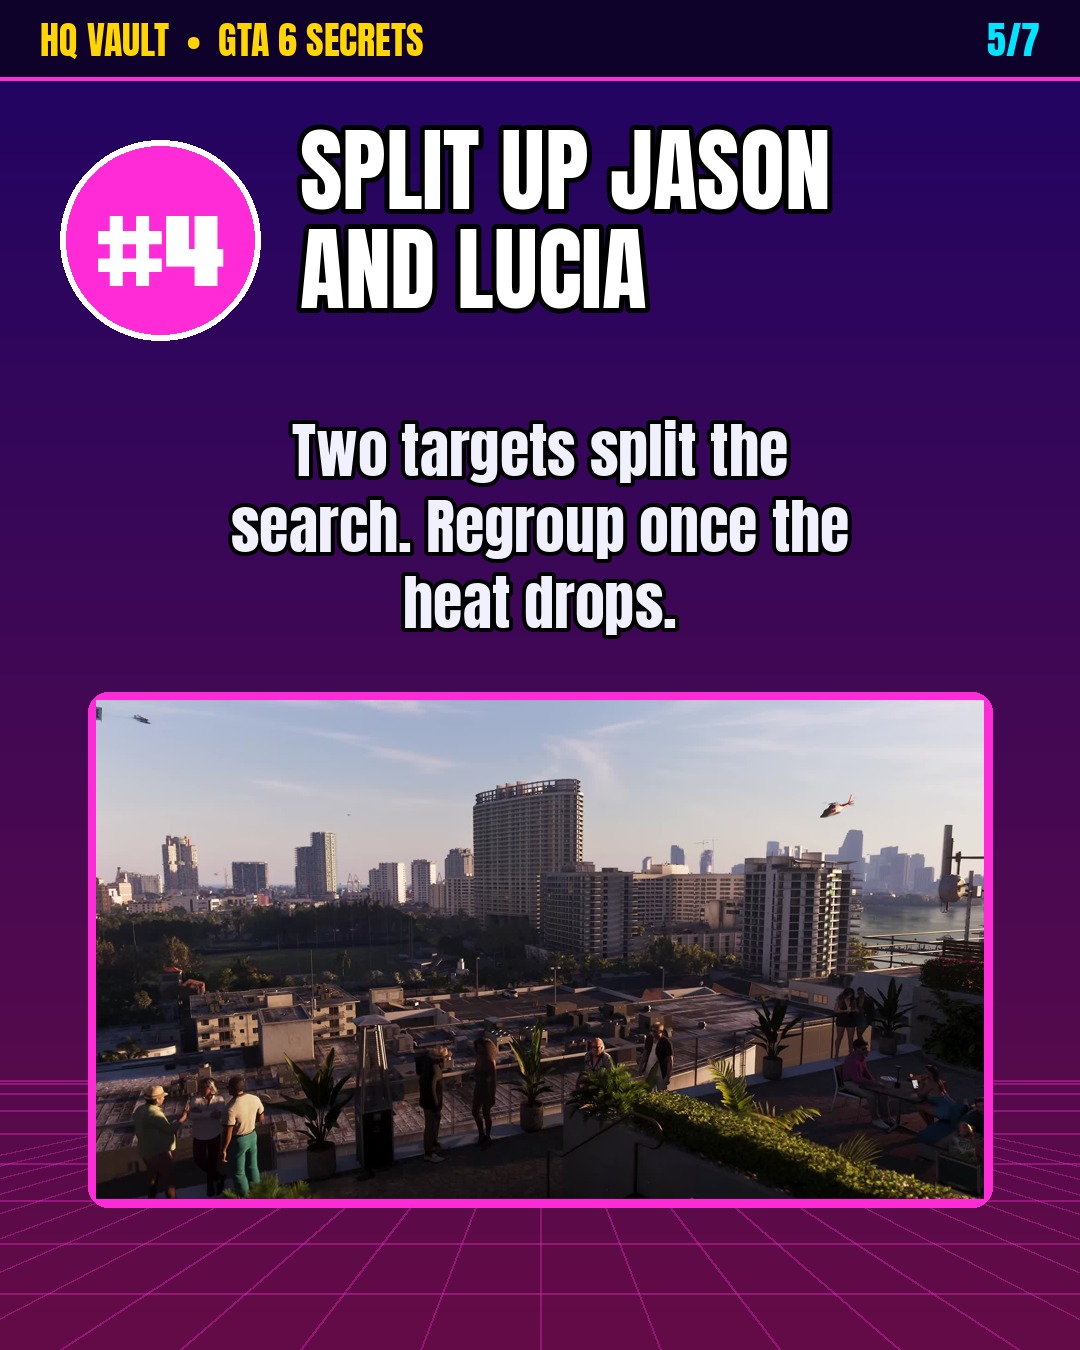 HQ VAULT • GTA 6 SECRETS
5/7
#4
SPLIT UP JASON
AND LUCIA
Two targets split the
search. Regroup once the
heat drops.